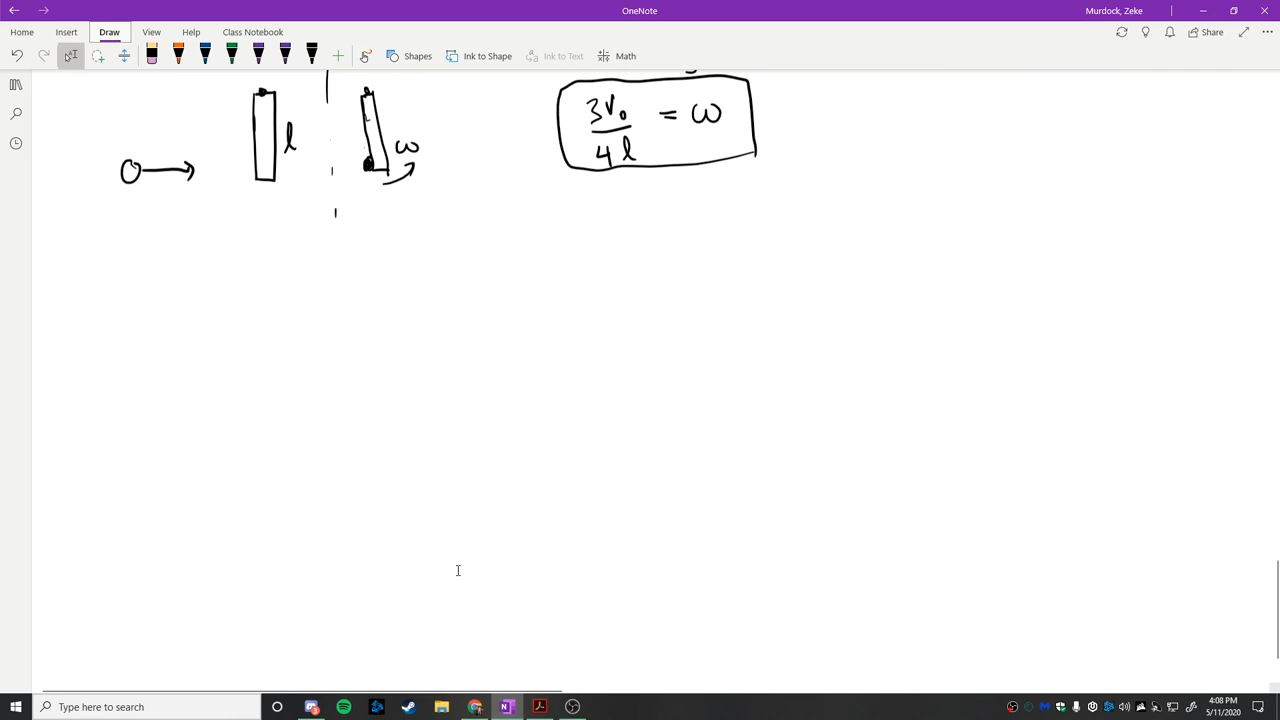 OneNote
Murdock, Zeke
Home Insert Draw View Help Class Notebook
Share
Shapes Ink to Shape Ink to Text Math
3v₀
4l
= ω
l
ω
Type here to search
4:08 PM
5/11/2020